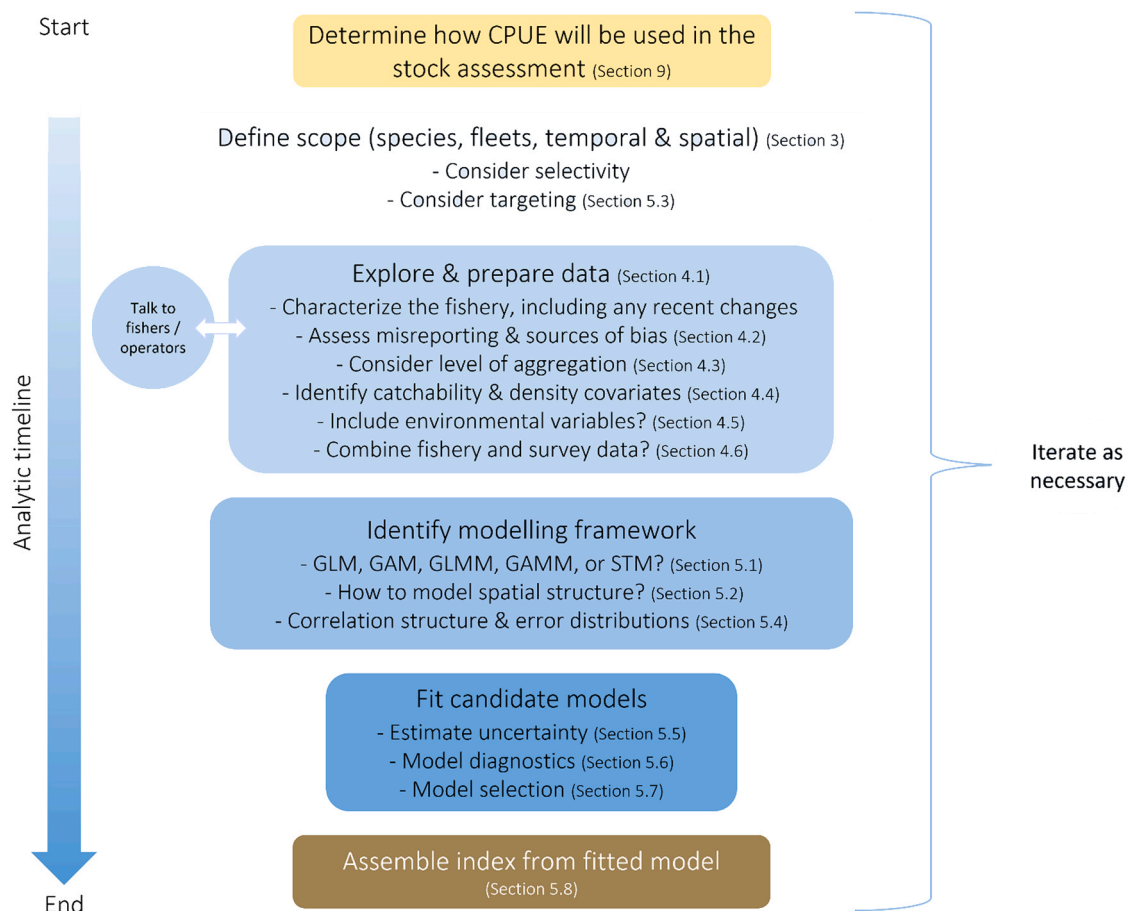 Start
Determine how CPUE will be used in the
stock assessment (Section 9)
Define scope (species, fleets, temporal & spatial) (Section 3)
- Consider selectivity
- Consider targeting (Section 5.3)
Explore & prepare data (Section 4.1)
- Characterize the fishery, including any recent changes
- Assess misreporting & sources of bias (Section 4.2)
- Consider level of aggregation (Section 4.3)
- Identify catchability & density covariates (Section 4.4)
- Include environmental variables? (Section 4.5)
- Combine fishery and survey data? (Section 4.6)
Talk to
fishers /
operators
Analytic timeline
Iterate as
necessary
Identify modelling framework
- GLM, GAM, GLMM, GAMM, or STM? (Section 5.1)
- How to model spatial structure? (Section 5.2)
- Correlation structure & error distributions (Section 5.4)
Fit candidate models
- Estimate uncertainty (Section 5.5)
- Model diagnostics (Section 5.6)
- Model selection (Section 5.7)
Assemble index from fitted model
(Section 5.8)
End